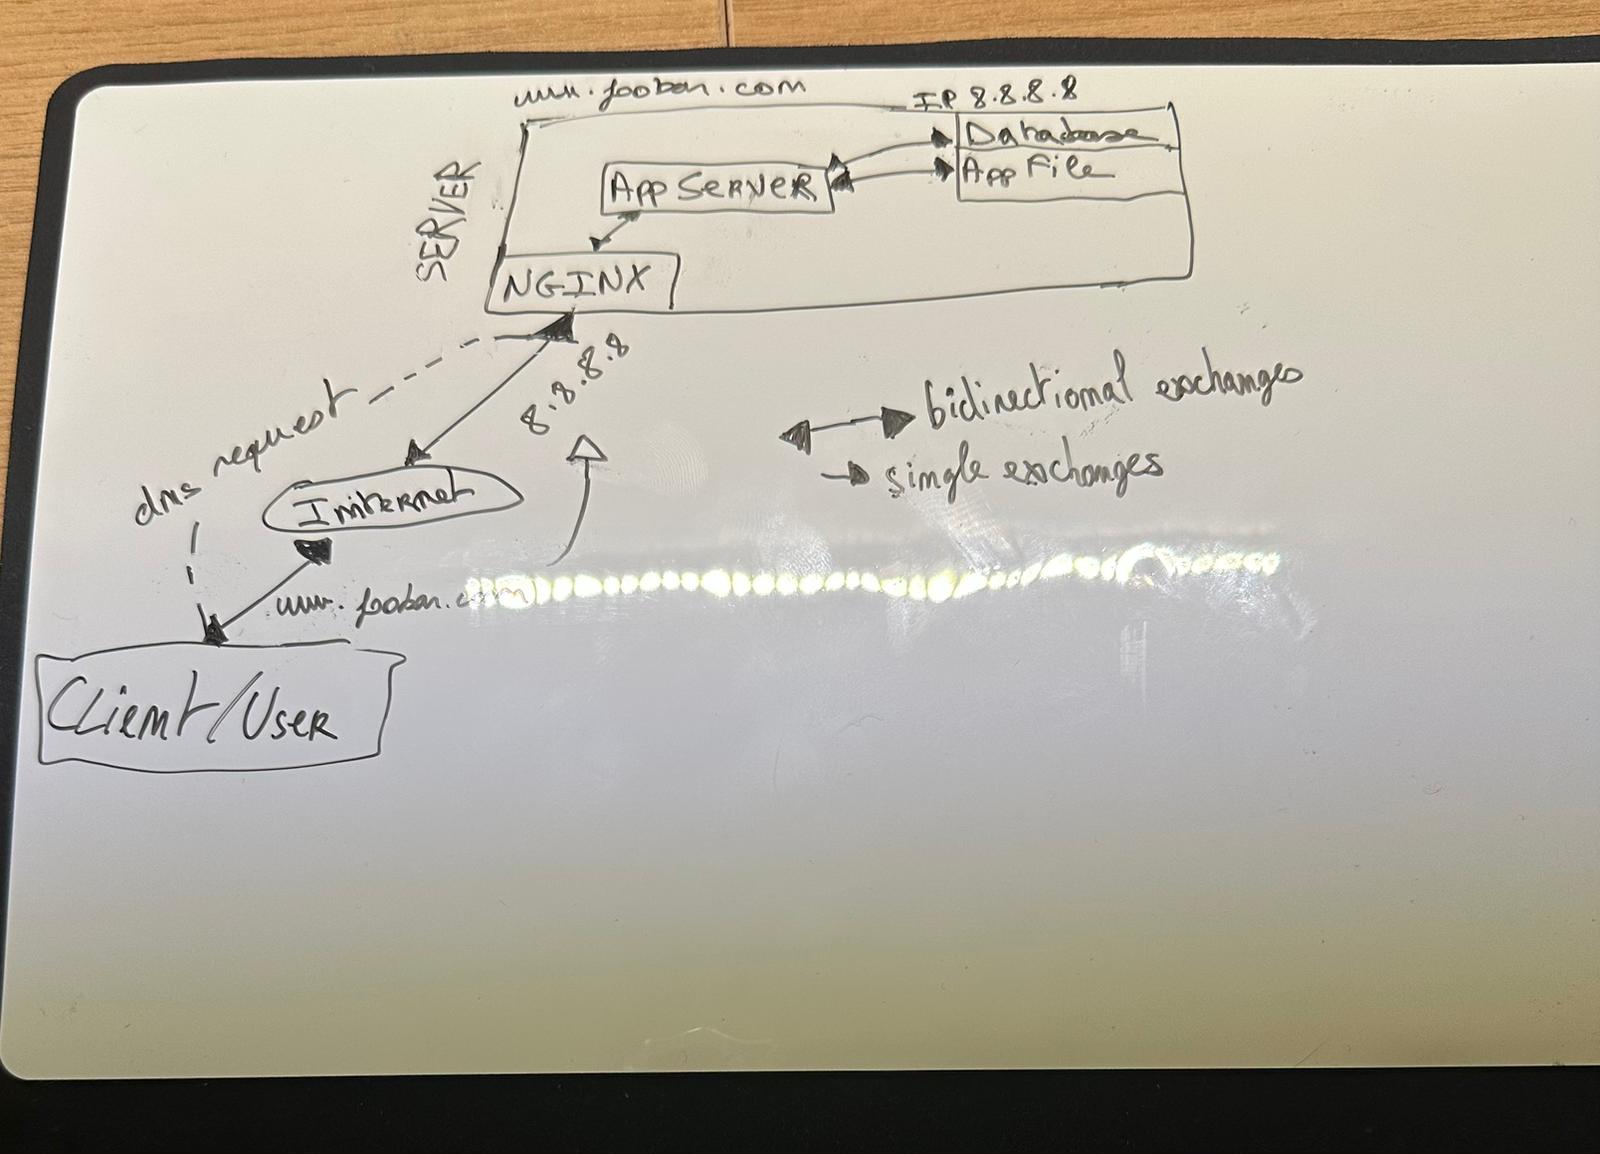 www.foobar.com
IP 8.8.8.8
SERVER
Database
App File
App SERVER
NGINX
8.8.8.8
dns request
Internet
www.foobar.com
Client/User
bidirectional exchanges
single exchanges